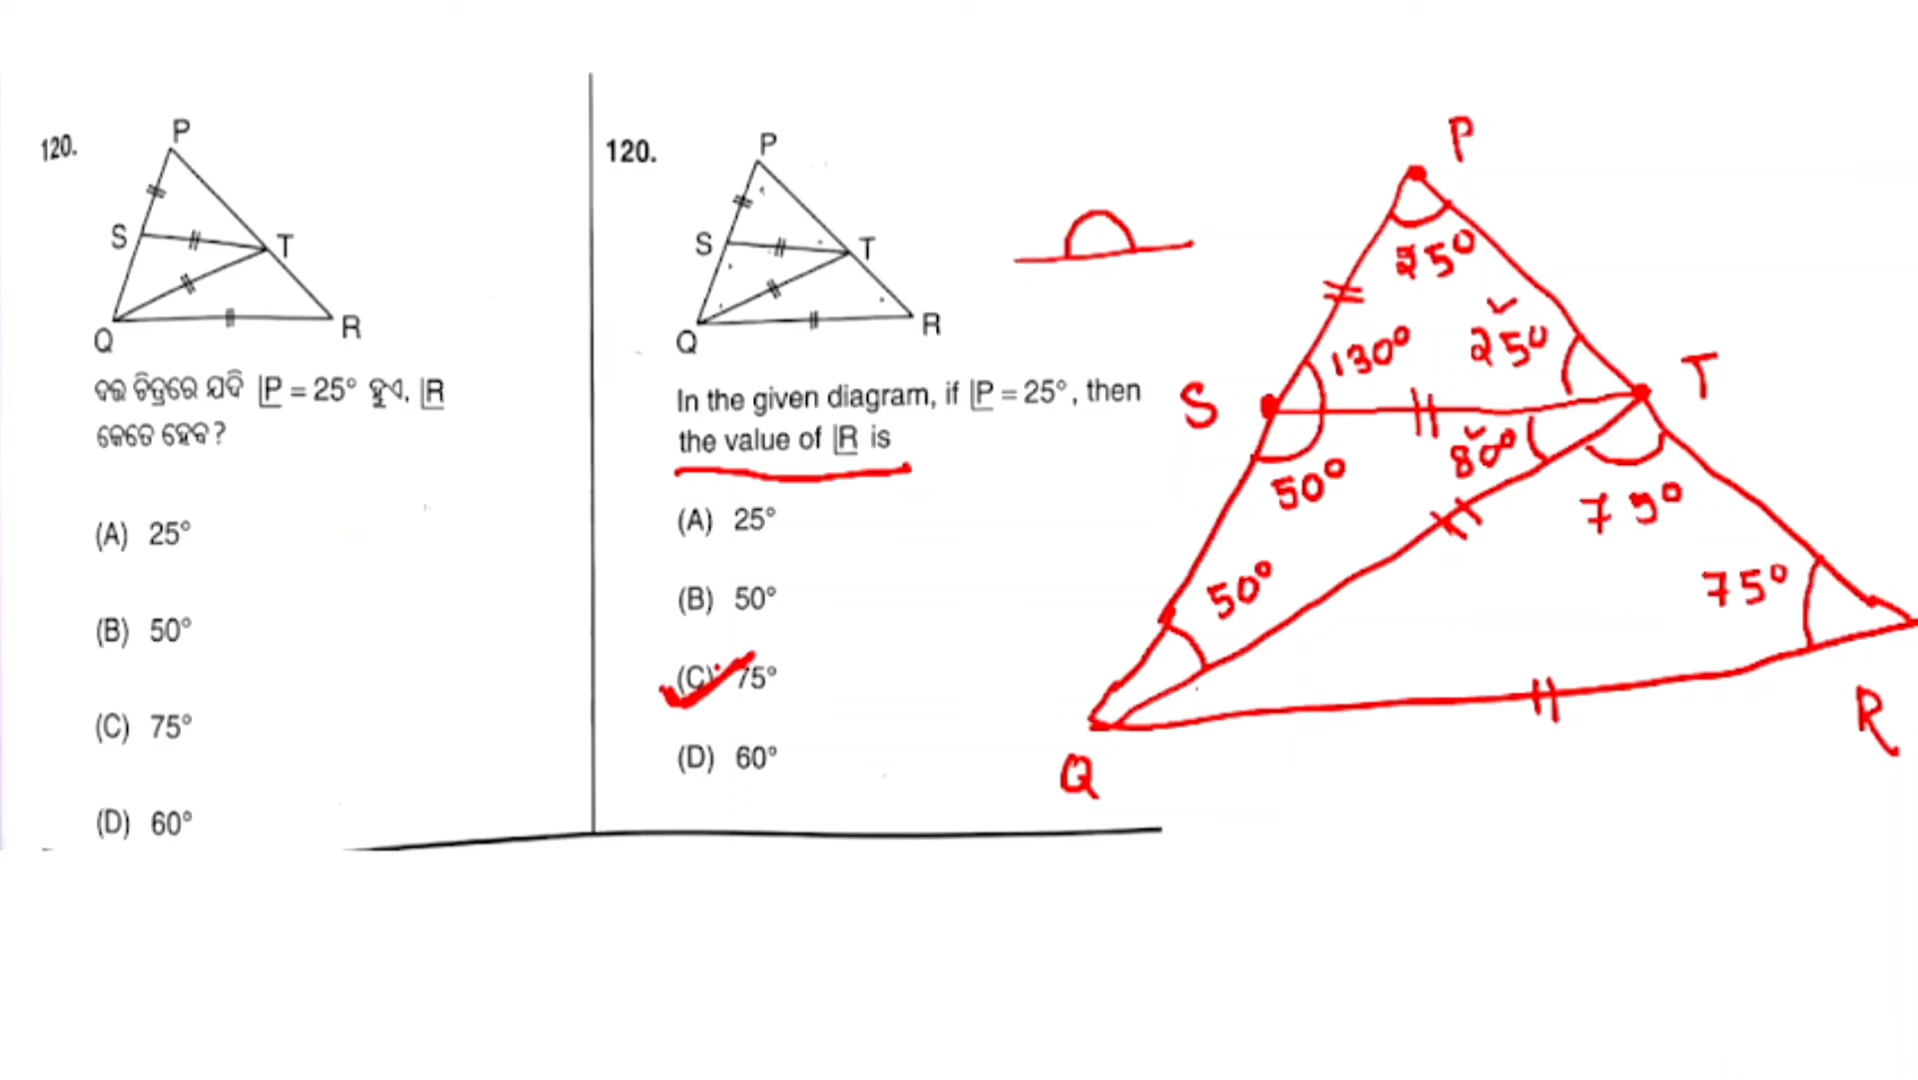 120.
P
S
T
Q
R
ଦତ୍ତ ଚିତ୍ରରେ ଯଦି ∟P = 25° ହୁଏ, ∟R
କେତେ ହେବ ?
(A) 25°
(B) 50°
(C) 75°
(D) 60°
120.
P
S
T
Q
R
In the given diagram, if ∟P = 25°, then
the value of ∟R is
(A) 25°
(B) 50°
(C) 75°
(D) 60°
P
25°
130°
25°
S
T
80°
50°
75°
50°
75°
Q
R